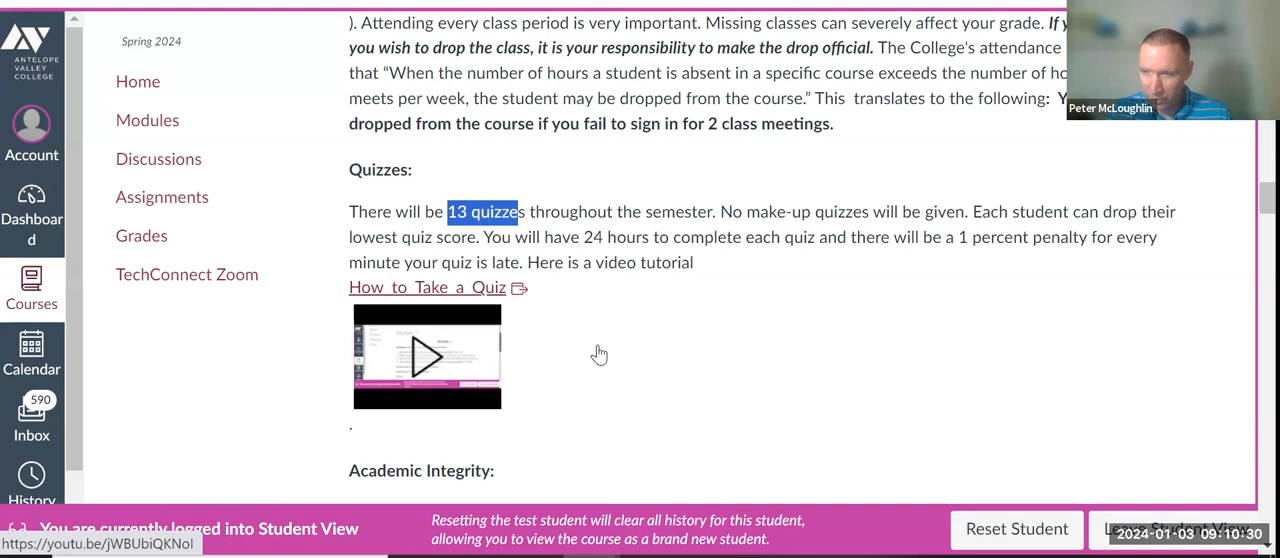 ANTELOPE
VALLEY
COLLEGE
Account
Dashboar
d
Courses
Calendar
590
Inbox
History
Spring 2024
Home
Modules
Discussions
Assignments
Grades
TechConnect Zoom
). Attending every class period is very important. Missing classes can severely affect your grade. If y
you wish to drop the class, it is your responsibility to make the drop official. The College's attendance
that “When the number of hours a student is absent in a specific course exceeds the number of ho
meets per week, the student may be dropped from the course.” This translates to the following: Y
dropped from the course if you fail to sign in for 2 class meetings.
Quizzes:
There will be 13 quizzes throughout the semester. No make-up quizzes will be given. Each student can drop their
lowest quiz score. You will have 24 hours to complete each quiz and there will be a 1 percent penalty for every
minute your quiz is late. Here is a video tutorial
How to Take a Quiz
.
Academic Integrity:
Peter McLoughlin
You are currently logged into Student View
Resetting the test student will clear all history for this student,
allowing you to view the course as a brand new student.
Reset Student
Leave Student View
https://youtu.be/jWBUbiQKNoI
2024-01-03 09:10:30